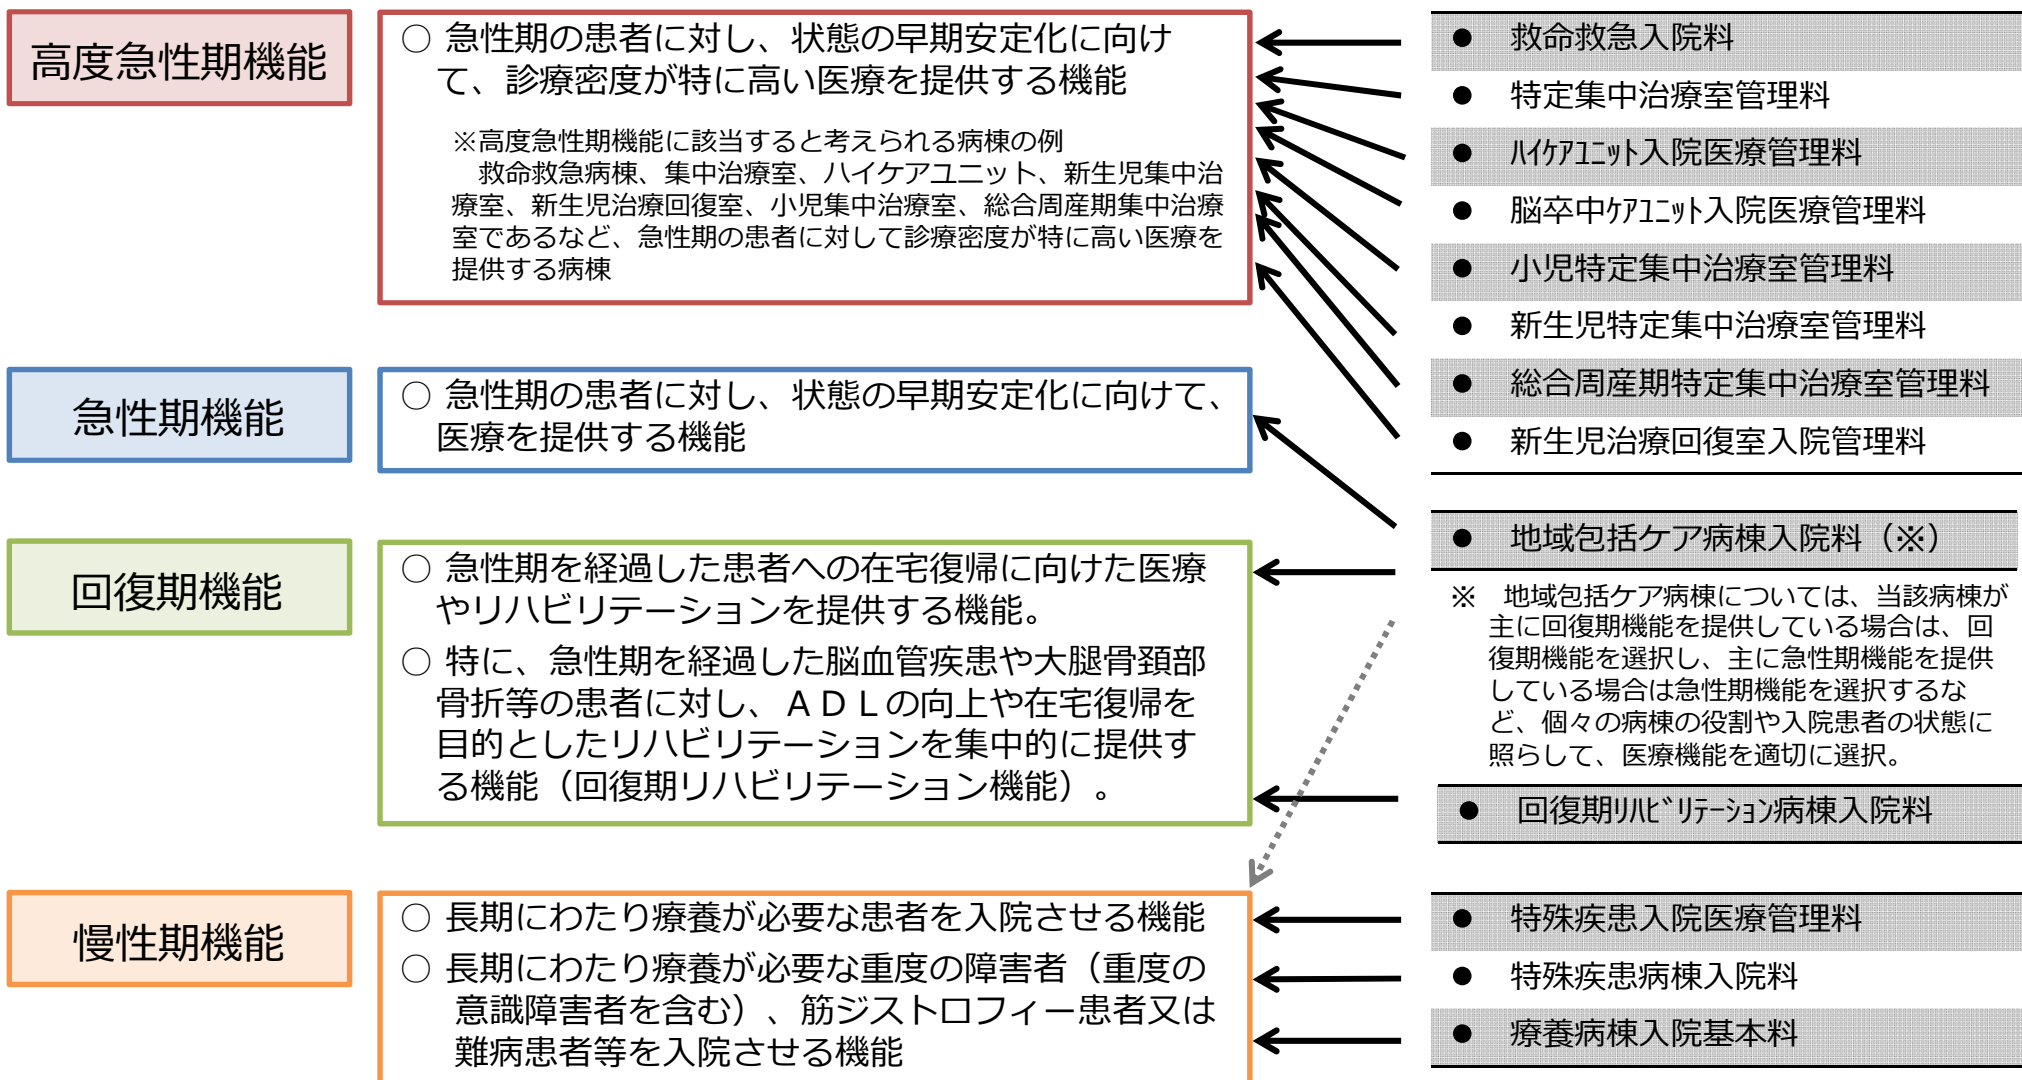 高度急性期機能
○ 急性期の患者に対し、状態の早期安定化に向け
て、診療密度が特に高い医療を提供する機能
※高度急性期機能に該当すると考えられる病棟の例
救命救急病棟、集中治療室、ハイケアユニット、新生児集中治
療室、新生児治療回復室、小児集中治療室、総合周産期集中治療
室であるなど、急性期の患者に対して診療密度が特に高い医療を
提供する病棟
● 救命救急入院料
● 特定集中治療室管理料
● ﾊｲｹｱﾕﾆｯﾄ入院医療管理料
● 脳卒中ｹｱﾕﾆｯﾄ入院医療管理料
● 小児特定集中治療室管理料
● 新生児特定集中治療室管理料
● 総合周産期特定集中治療室管理料
● 新生児治療回復室入院管理料
急性期機能
○ 急性期の患者に対し、状態の早期安定化に向けて、
医療を提供する機能
回復期機能
○ 急性期を経過した患者への在宅復帰に向けた医療
やリハビリテーションを提供する機能。
○ 特に、急性期を経過した脳血管疾患や大腿骨頚部
骨折等の患者に対し、ＡＤＬの向上や在宅復帰を
目的としたリハビリテーションを集中的に提供す
る機能（回復期リハビリテーション機能）。
● 地域包括ケア病棟入院料（※）
※ 地域包括ケア病棟については、当該病棟が
主に回復期機能を提供している場合は、回
復期機能を選択し、主に急性期機能を提供
している場合は急性期機能を選択するな
ど、個々の病棟の役割や入院患者の状態に
照らして、医療機能を適切に選択。
● 回復期ﾘﾊﾋﾞﾘﾃｰｼｮﾝ病棟入院料
慢性期機能
○ 長期にわたり療養が必要な患者を入院させる機能
○ 長期にわたり療養が必要な重度の障害者（重度の
意識障害者を含む）、筋ジストロフィー患者又は
難病患者等を入院させる機能
● 特殊疾患入院医療管理料
● 特殊疾患病棟入院料
● 療養病棟入院基本料